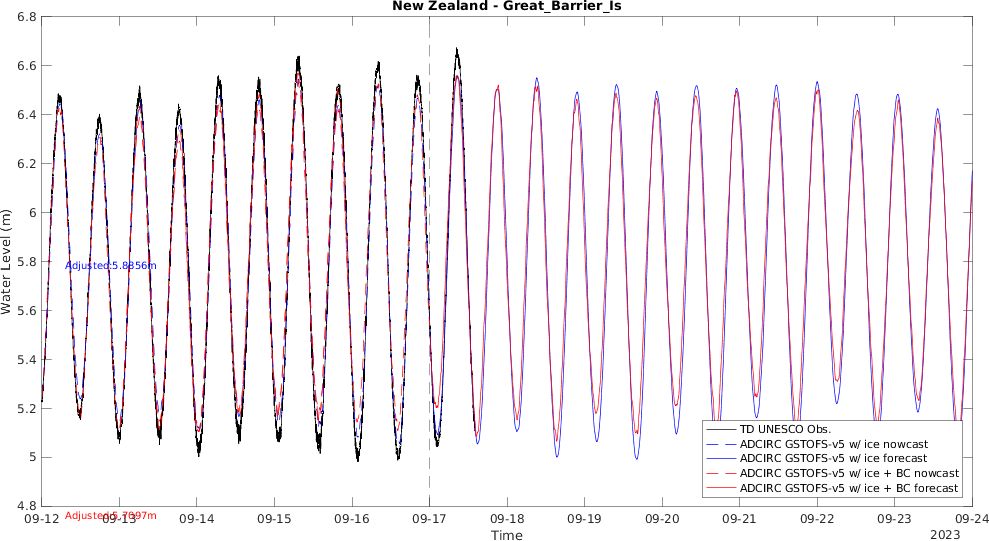 New Zealand - Great_Barrier_Is
6.8
6.6
6.4
6.2
6
5.8
5.6
5.4
5.2
5
4.8
Water Level (m)
Adjusted:5.8356m
Adjusted:5.7997m
TD UNESCO Obs.
ADCIRC GSTOFS-v5 w/ ice nowcast
ADCIRC GSTOFS-v5 w/ ice forecast
ADCIRC GSTOFS-v5 w/ ice + BC nowcast
ADCIRC GSTOFS-v5 w/ ice + BC forecast
09-12 09-13 09-14 09-15 09-16 09-17 09-18 09-19 09-20 09-21 09-22 09-23 09-24
Time
2023